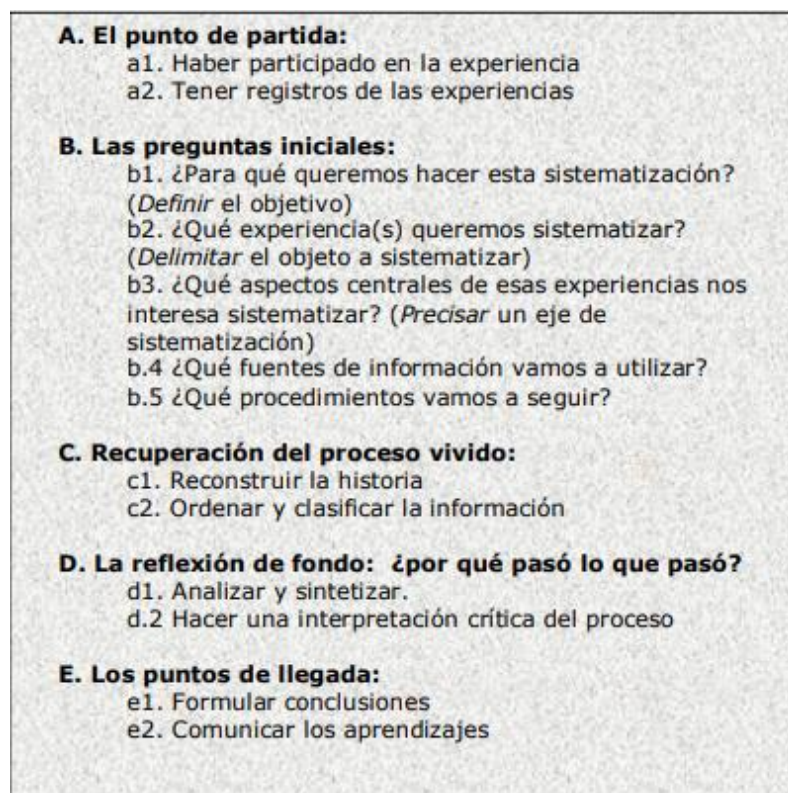 A. El punto de partida:
a1. Haber participado en la experiencia
a2. Tener registros de las experiencias
B. Las preguntas iniciales:
b1. ¿Para qué queremos hacer esta sistematización?
(Definir el objetivo)
b2. ¿Qué experiencia(s) queremos sistematizar?
(Delimitar el objeto a sistematizar)
b3. ¿Qué aspectos centrales de esas experiencias nos
interesa sistematizar? (Precisar un eje de
sistematización)
b.4 ¿Qué fuentes de información vamos a utilizar?
b.5 ¿Qué procedimientos vamos a seguir?
C. Recuperación del proceso vivido:
c1. Reconstruir la historia
c2. Ordenar y clasificar la información
D. La reflexión de fondo: ¿por qué pasó lo que pasó?
d1. Analizar y sintetizar.
d.2 Hacer una interpretación crítica del proceso
E. Los puntos de llegada:
e1. Formular conclusiones
e2. Comunicar los aprendizajes